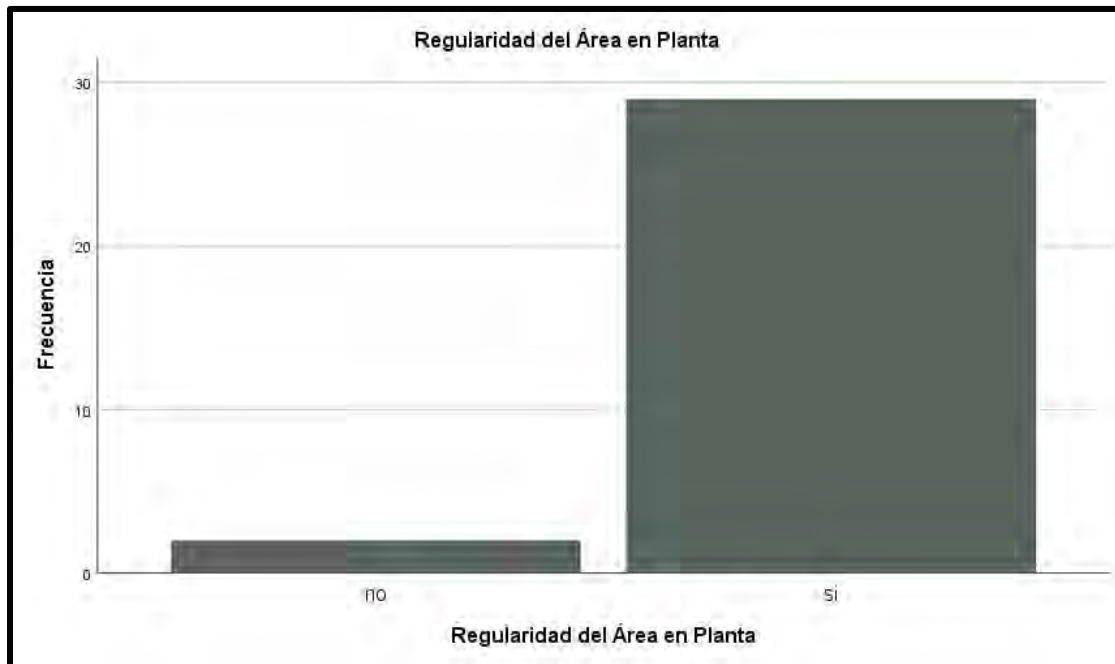 Regularidad del Área en Planta
30
20
10
0
Frecuencia
no
si
Regularidad del Área en Planta